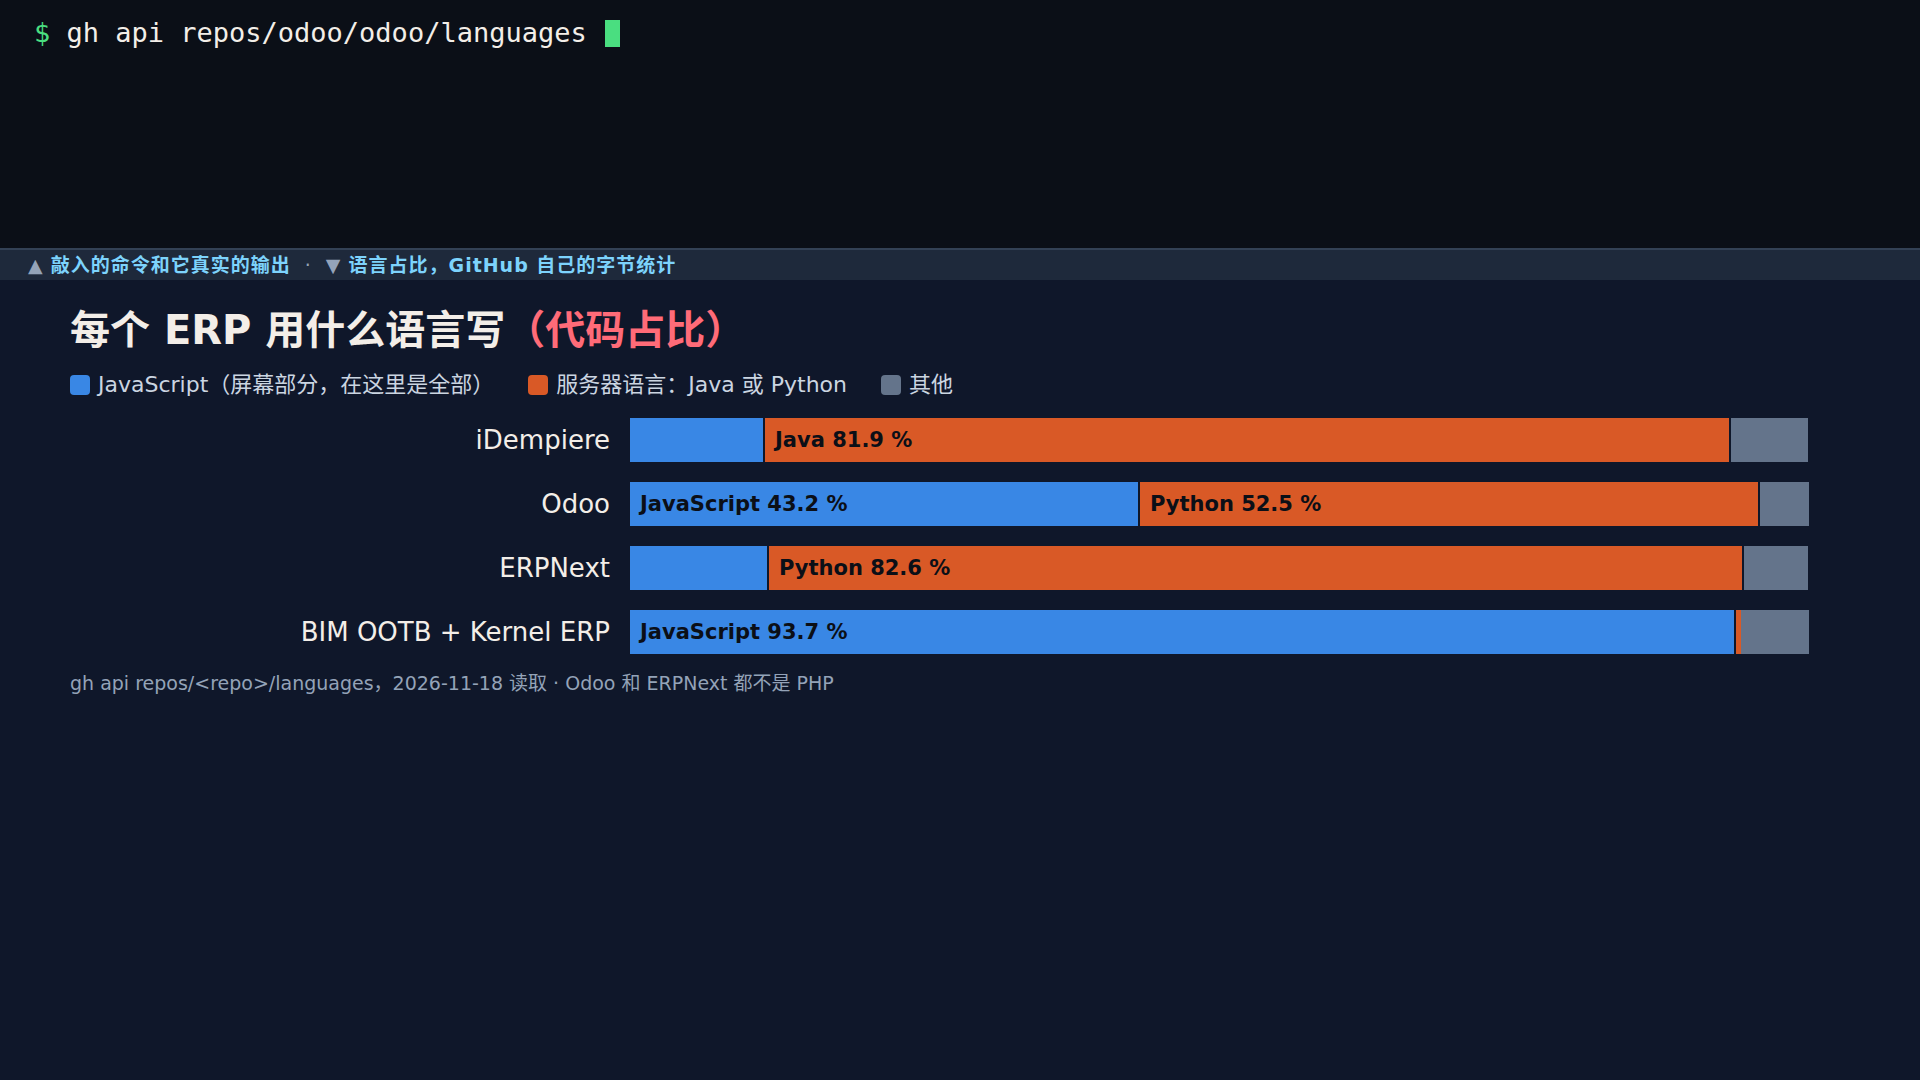 $ gh api repos/odoo/odoo/languages
▲ 敲入的命令和它真实的输出 · ▼ 语言占比，GitHub 自己的字节统计
每个 ERP 用什么语言写（代码占比）
JavaScript（屏幕部分，在这里是全部） 服务器语言：Java 或 Python 其他
iDempiere Java 81.9 %
Odoo JavaScript 43.2 % Python 52.5 %
ERPNext Python 82.6 %
BIM OOTB + Kernel ERP JavaScript 93.7 %
gh api repos/<repo>/languages，2026-11-18 读取 · Odoo 和 ERPNext 都不是 PHP